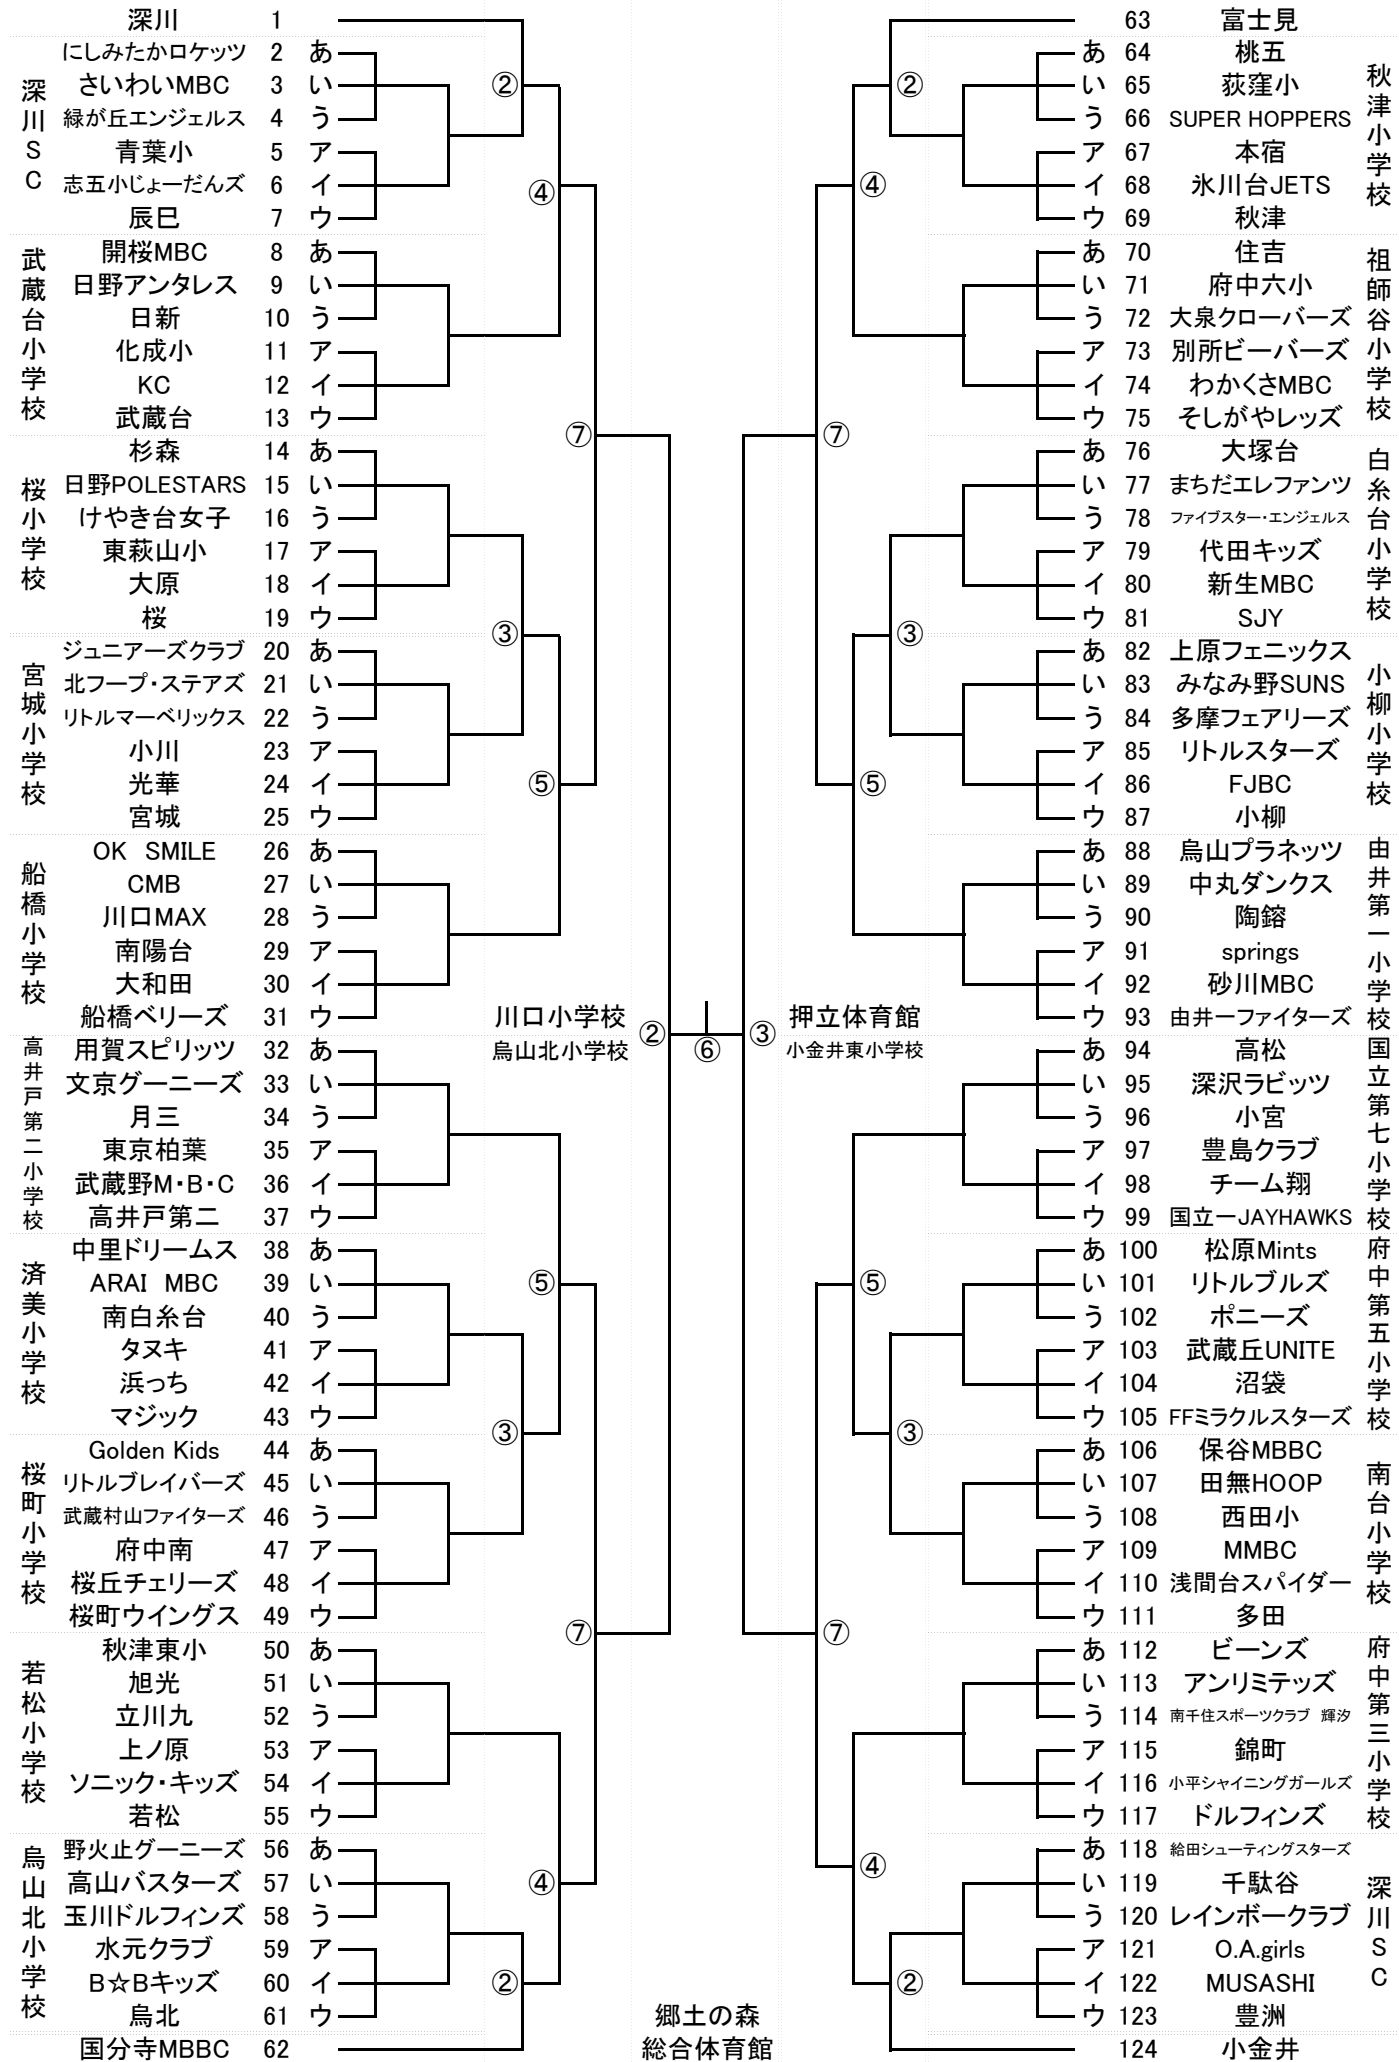 深川 1
深川SC
にしみたかロケッツ 2 あ
さいわいMBC 3 い
緑が丘エンジェルス 4 う
青葉小 5 ア
志五小じょーだんズ 6 イ
辰巳 7 ウ
武蔵台小学校
開桜MBC 8 あ
日野アンタレス 9 い
日新 10 う
化成小 11 ア
KC 12 イ
武蔵台 13 ウ
桜小学校
杉森 14 あ
日野POLESTARS 15 い
けやき台女子 16 う
東萩山小 17 ア
大原 18 イ
桜 19 ウ
宮城小学校
ジュニアーズクラブ 20 あ
北フープ・ステアズ 21 い
リトルマーベリックス 22 う
小川 23 ア
光華 24 イ
宮城 25 ウ
船橋小学校
OK SMILE 26 あ
CMB 27 い
川口MAX 28 う
南陽台 29 ア
大和田 30 イ
船橋ベリーズ 31 ウ
高井戸第二小学校
用賀スピリッツ 32 あ
文京グーニーズ 33 い
月三 34 う
東京柏葉 35 ア
武蔵野M・B・C 36 イ
高井戸第二 37 ウ
済美小学校
中里ドリームス 38 あ
ARAI MBC 39 い
南白糸台 40 う
タヌキ 41 ア
浜っち 42 イ
マジック 43 ウ
桜町小学校
Golden Kids 44 あ
リトルブレイバーズ 45 い
武蔵村山ファイターズ 46 う
府中南 47 ア
桜丘チェリーズ 48 イ
桜町ウイングス 49 ウ
若松小学校
秋津東小 50 あ
旭光 51 い
立川九 52 う
上ノ原 53 ア
ソニック・キッズ 54 イ
若松 55 ウ
烏山北小学校
野火止グーニーズ 56 あ
高山バスターズ 57 い
玉川ドルフィンズ 58 う
水元クラブ 59 ア
B☆Bキッズ 60 イ
烏北 61 ウ
国分寺MBBC 62
②
④
⑦
③
⑤
⑤
③
⑦
④
②
川口小学校
烏山北小学校
②
⑥
③
押立体育館
小金井東小学校
郷土の森
総合体育館
②
④
⑦
③
⑤
⑤
③
⑦
④
②
63 富士見
あ 64 桃五
い 65 荻窪小
う 66 SUPER HOPPERS
ア 67 本宿
イ 68 氷川台JETS
ウ 69 秋津
秋津小学校
あ 70 住吉
い 71 府中六小
う 72 大泉クローバーズ
ア 73 別所ビーバーズ
イ 74 わかくさMBC
ウ 75 そしがやレッズ
祖師谷小学校
あ 76 大塚台
い 77 まちだエレファンツ
う 78 ファイブスター・エンジェルス
ア 79 代田キッズ
イ 80 新生MBC
ウ 81 SJY
白糸台小学校
あ 82 上原フェニックス
い 83 みなみ野SUNS
う 84 多摩フェアリーズ
ア 85 リトルスターズ
イ 86 FJBC
ウ 87 小柳
小柳小学校
あ 88 烏山プラネッツ
い 89 中丸ダンクス
う 90 陶鎔
ア 91 springs
イ 92 砂川MBC
ウ 93 由井一ファイターズ
由井第一小学校
あ 94 高松
い 95 深沢ラビッツ
う 96 小宮
ア 97 豊島クラブ
イ 98 チーム翔
ウ 99 国立一JAYHAWKS
国立第七小学校
あ 100 松原Mints
い 101 リトルブルズ
う 102 ポニーズ
ア 103 武蔵丘UNITE
イ 104 沼袋
ウ 105 FFミラクルスターズ
府中第五小学校
あ 106 保谷MBBC
い 107 田無HOOP
う 108 西田小
ア 109 MMBC
イ 110 浅間台スパイダー
ウ 111 多田
南台小学校
あ 112 ビーンズ
い 113 アンリミテッズ
う 114 南千住スポーツクラブ 輝汐
ア 115 錦町
イ 116 小平シャイニングガールズ
ウ 117 ドルフィンズ
府中第三小学校
あ 118 給田シューティングスターズ
い 119 千駄谷
う 120 レインボークラブ
ア 121 O.A.girls
イ 122 MUSASHI
ウ 123 豊洲
深川SC
124 小金井